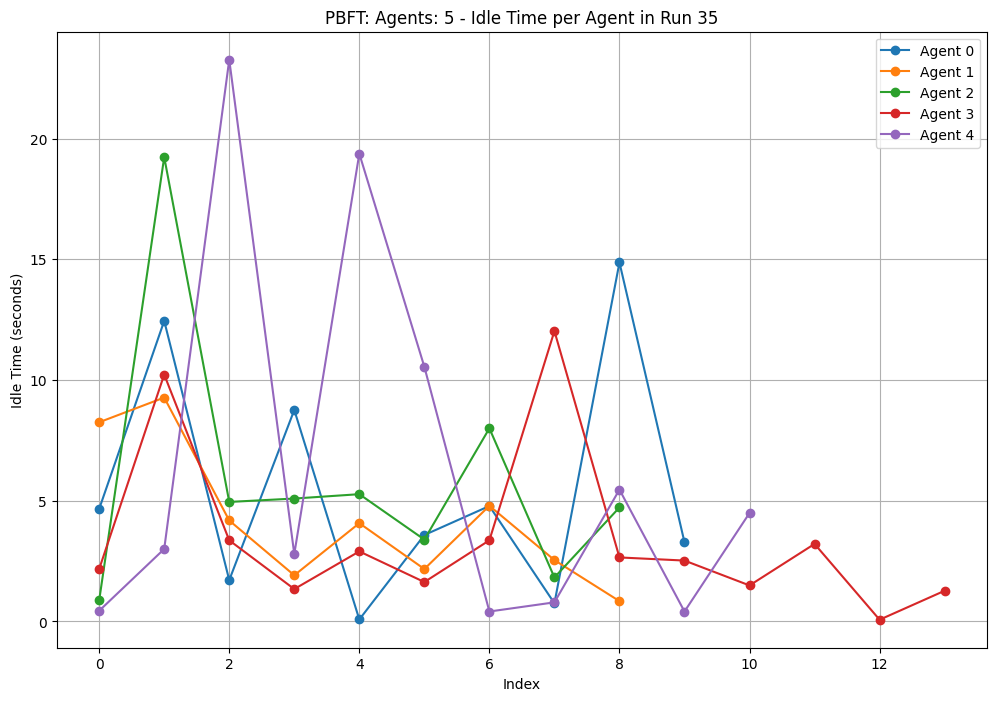 PBFT: Agents: 5 - Idle Time per Agent in Run 35
Agent 0
Agent 1
Agent 2
Agent 3
Agent 4
Idle Time (seconds)
20
15
10
5
0
0 2 4 6 8 10 12
Index